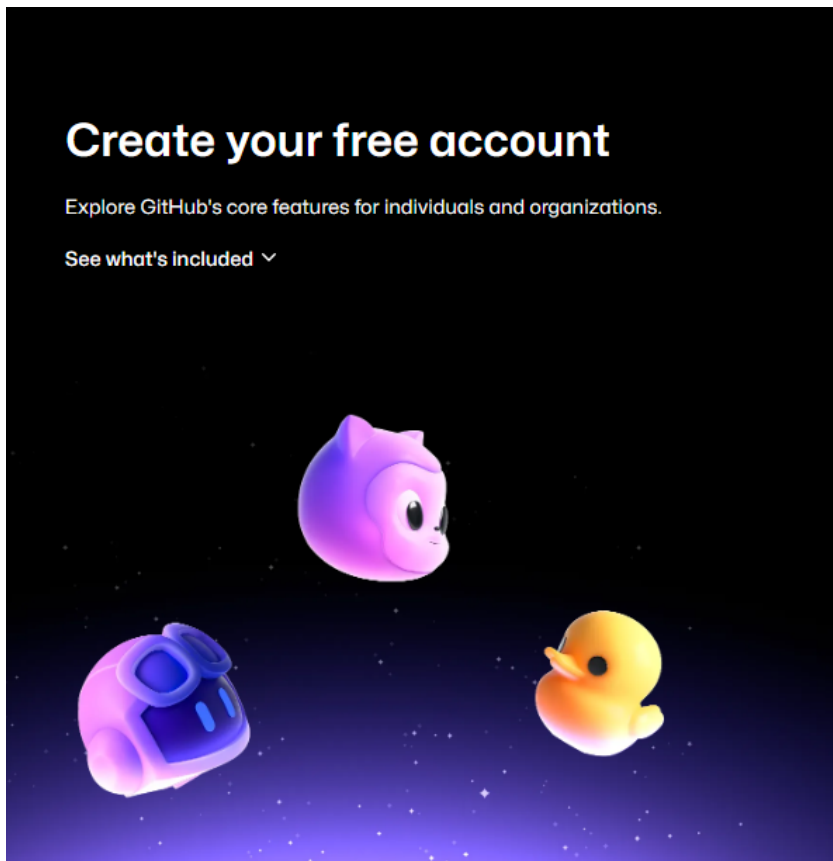 Create your free account
Explore GitHub's core features for individuals and organizations.
See what's included